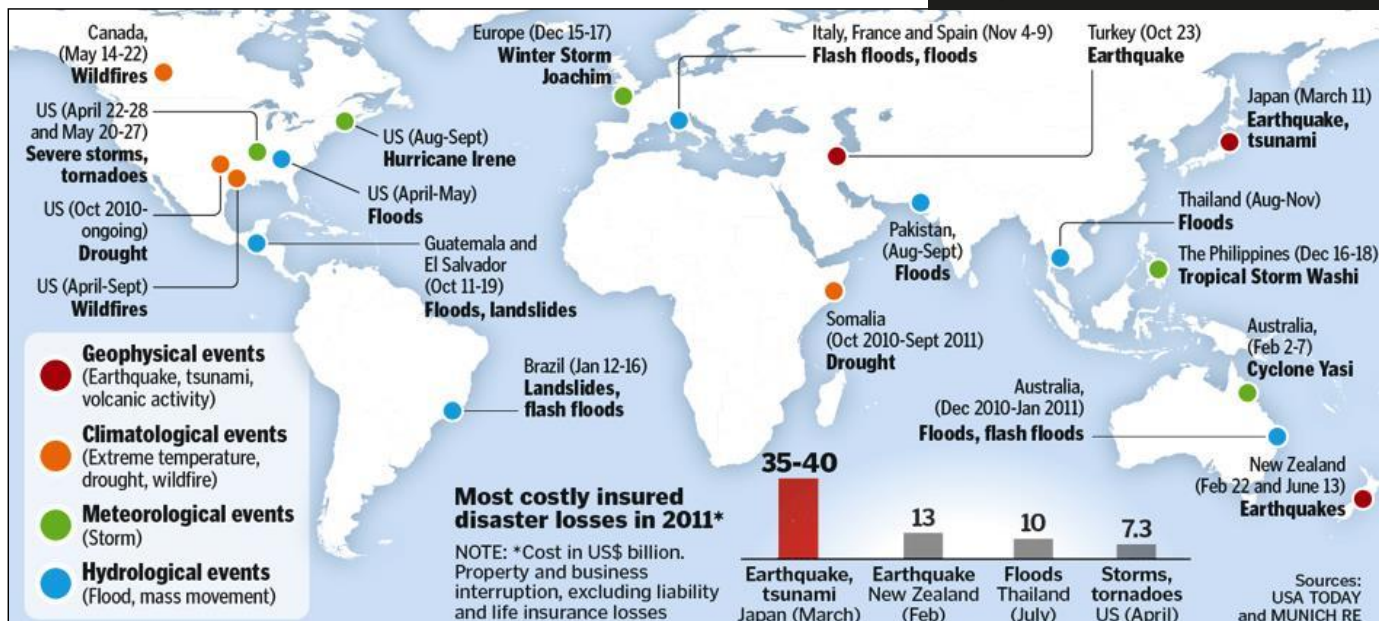 Canada,
(May 14-22)
Wildfires
US (April 22-28
and May 20-27)
Severe storms,
tornadoes
US (Oct 2010-
ongoing)
Drought
US (April-Sept)
Wildfires
US (Aug-Sept)
Hurricane Irene
US (April-May)
Floods
Guatemala and
El Salvador
(Oct 11-19)
Floods, landslides
Brazil (Jan 12-16)
Landslides,
flash floods
Europe (Dec 15-17)
Winter Storm
Joachim
Italy, France and Spain (Nov 4-9)
Flash floods, floods
Turkey (Oct 23)
Earthquake
Japan (March 11)
Earthquake,
tsunami
Pakistan,
(Aug-Sept)
Floods
Thailand (Aug-Nov)
Floods
The Philippines (Dec 16-18)
Tropical Storm Washi
Somalia
(Oct 2010-Sept 2011)
Drought
Australia,
(Feb 2-7)
Cyclone Yasi
Australia,
(Dec 2010-Jan 2011)
Floods, flash floods
New Zealand
(Feb 22 and June 13)
Earthquakes
Geophysical events
(Earthquake, tsunami,
volcanic activity)
Climatological events
(Extreme temperature,
drought, wildfire)
Meteorological events
(Storm)
Hydrological events
(Flood, mass movement)
Most costly insured
disaster losses in 2011*
NOTE: *Cost in US$ billion.
Property and business
interruption, excluding liability
and life insurance losses
35-40
Earthquake,
tsunami
Japan (March)
13
Earthquake
New Zealand
(Feb)
10
Floods
Thailand
(July)
7.3
Storms,
tornadoes
US (April)
Sources:
USA TODAY
and MUNICH RE